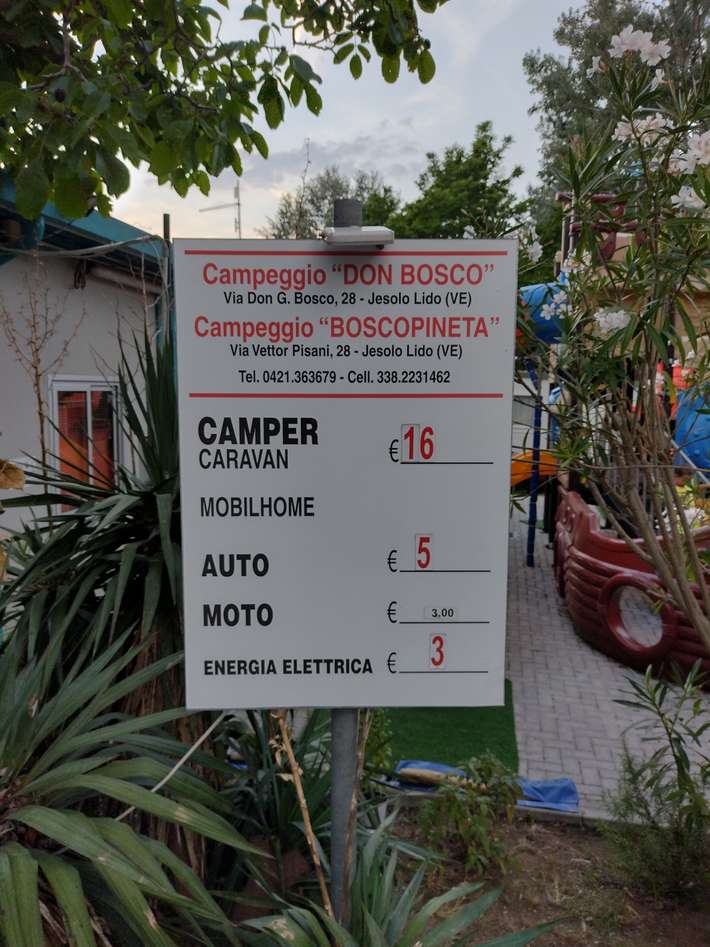 Campeggio “DON BOSCO”
Via Don G. Bosco, 28 - Jesolo Lido (VE)
Campeggio “BOSCOPINETA”
Via Vettor Pisani, 28 - Jesolo Lido (VE)
Tel. 0421.363679 - Cell. 338.2231462
CAMPER
CARAVAN € 16
MOBILHOME
AUTO € 5
MOTO € 3,00
ENERGIA ELETTRICA € 3